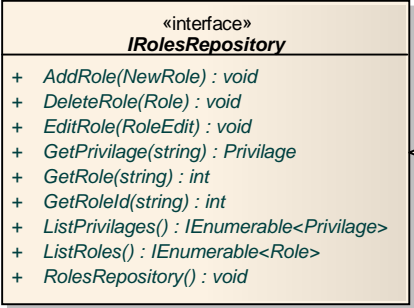 «interface»
IRolesRepository
+ AddRole(NewRole) : void
+ DeleteRole(Role) : void
+ EditRole(RoleEdit) : void
+ GetPrivilage(string) : Privilage
+ GetRole(string) : int
+ GetRoleId(string) : int
+ ListPrivilages() : IEnumerable<Privilage>
+ ListRoles() : IEnumerable<Role>
+ RolesRepository() : void